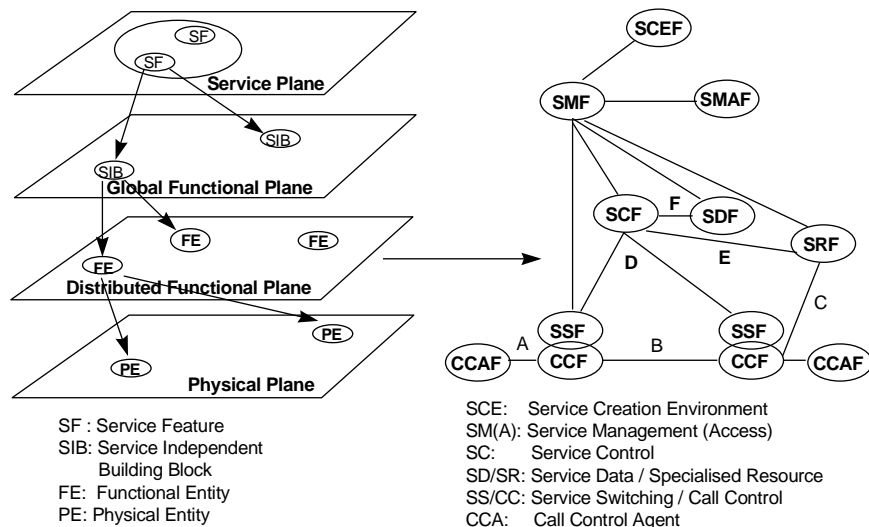 SF
SF
Service Plane
SIB
SIB
Global Functional Plane
FE
FE
FE
Distributed Functional Plane
PE
PE
Physical Plane
SF : Service Feature
SIB: Service Independent
Building Block
FE: Functional Entity
PE: Physical Entity
SCEF
SMF
SMAF
SCF
F
SDF
SRF
D
E
C
SSF
SSF
A
B
CCAF
CCF
CCF
CCAF
SCE: Service Creation Environment
SM(A): Service Management (Access)
SC: Service Control
SD/SR: Service Data / Specialised Resource
SS/CC: Service Switching / Call Control
CCA: Call Control Agent